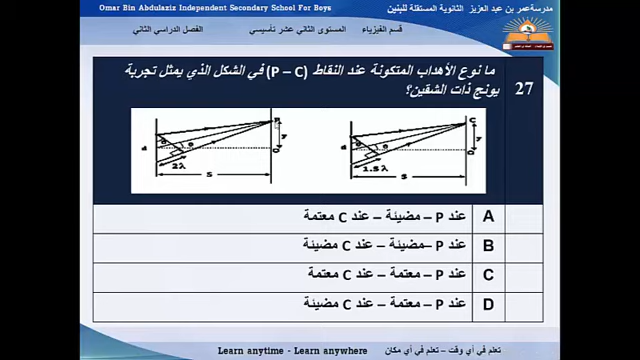 Omar Bin Abdulaziz Independent Secondary School For Boys
مدرسة عمر بن عبد العزيز الثانوية المستقلة للبنين
قسم الفيزياء
المستوى الثاني عشر تأسيسي
الفصل الدراسي الثاني
27
ما نوع الأهداب المتكونة عند النقاط (P – C) في الشكل الذي يمثل تجربة
يونج ذات الشقين؟
d
θ
θ
2λ
S
y
d
θ
θ
1.5λ
S
C
y
A
عند P – مضيئة – عند C معتمة
B
عند P –مضيئة – عند C مضيئة
C
عند P – معتمة – عند C معتمة
D
عند P – معتمة – عند C مضيئة
Learn anytime - Learn anywhere
تعلم في أي وقت – تعلم في أي مكان